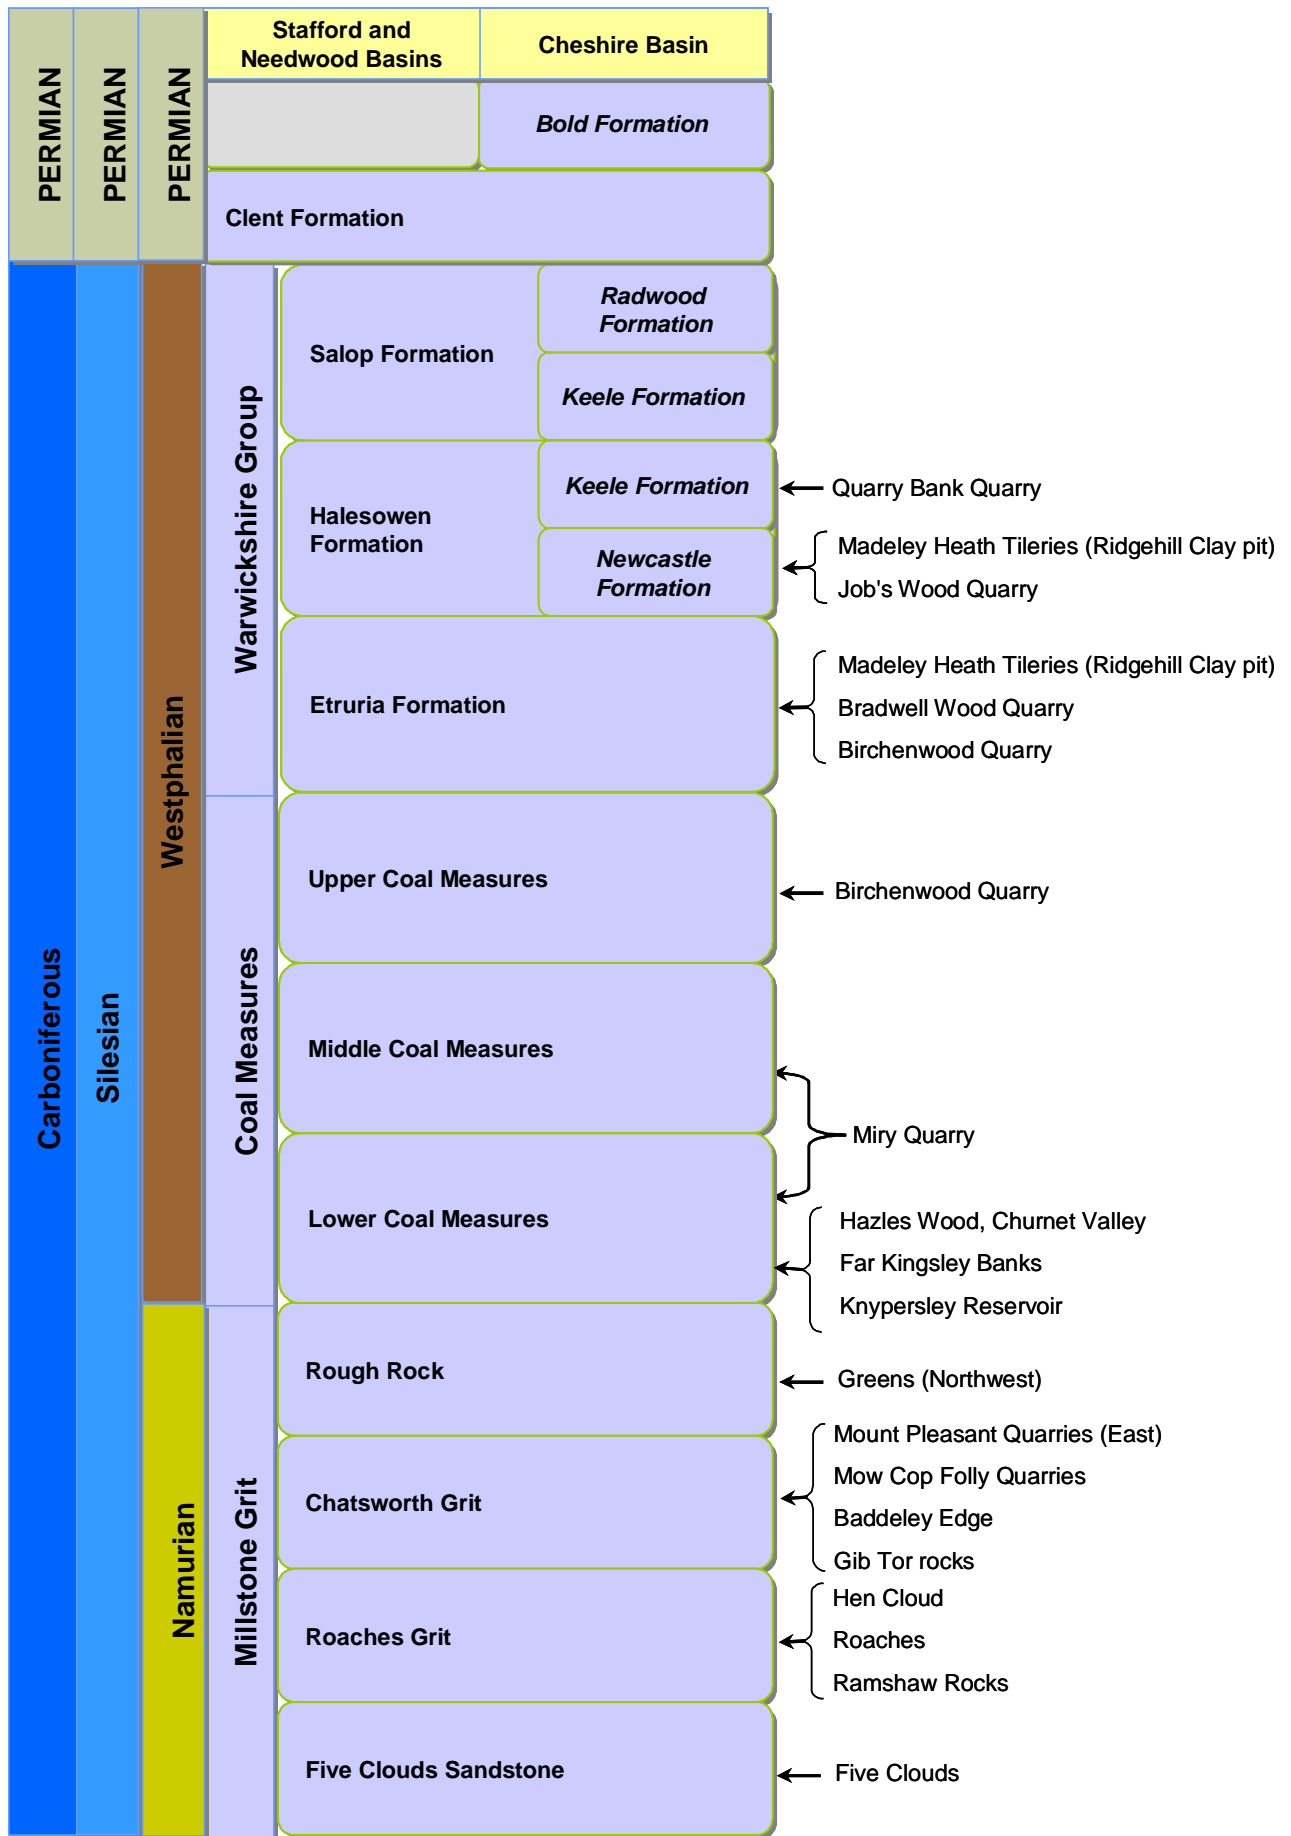 Stafford and
Needwood Basins
Cheshire Basin
PERMIAN
PERMIAN
PERMIAN
Bold Formation
Clent Formation
Carboniferous
Silesian
Westphalian
Warwickshire Group
Salop Formation
Radwood
Formation
Keele Formation
Halesowen
Formation
Keele Formation
Quarry Bank Quarry
Newcastle
Formation
Madeley Heath Tileries (Ridgehill Clay pit)
Job's Wood Quarry
Etruria Formation
Madeley Heath Tileries (Ridgehill Clay pit)
Bradwell Wood Quarry
Birchenwood Quarry
Coal Measures
Upper Coal Measures
Birchenwood Quarry
Middle Coal Measures
Miry Quarry
Lower Coal Measures
Hazles Wood, Churnet Valley
Far Kingsley Banks
Knypersley Reservoir
Namurian
Millstone Grit
Rough Rock
Greens (Northwest)
Chatsworth Grit
Mount Pleasant Quarries (East)
Mow Cop Folly Quarries
Baddeley Edge
Gib Tor rocks
Roaches Grit
Hen Cloud
Roaches
Ramshaw Rocks
Five Clouds Sandstone
Five Clouds